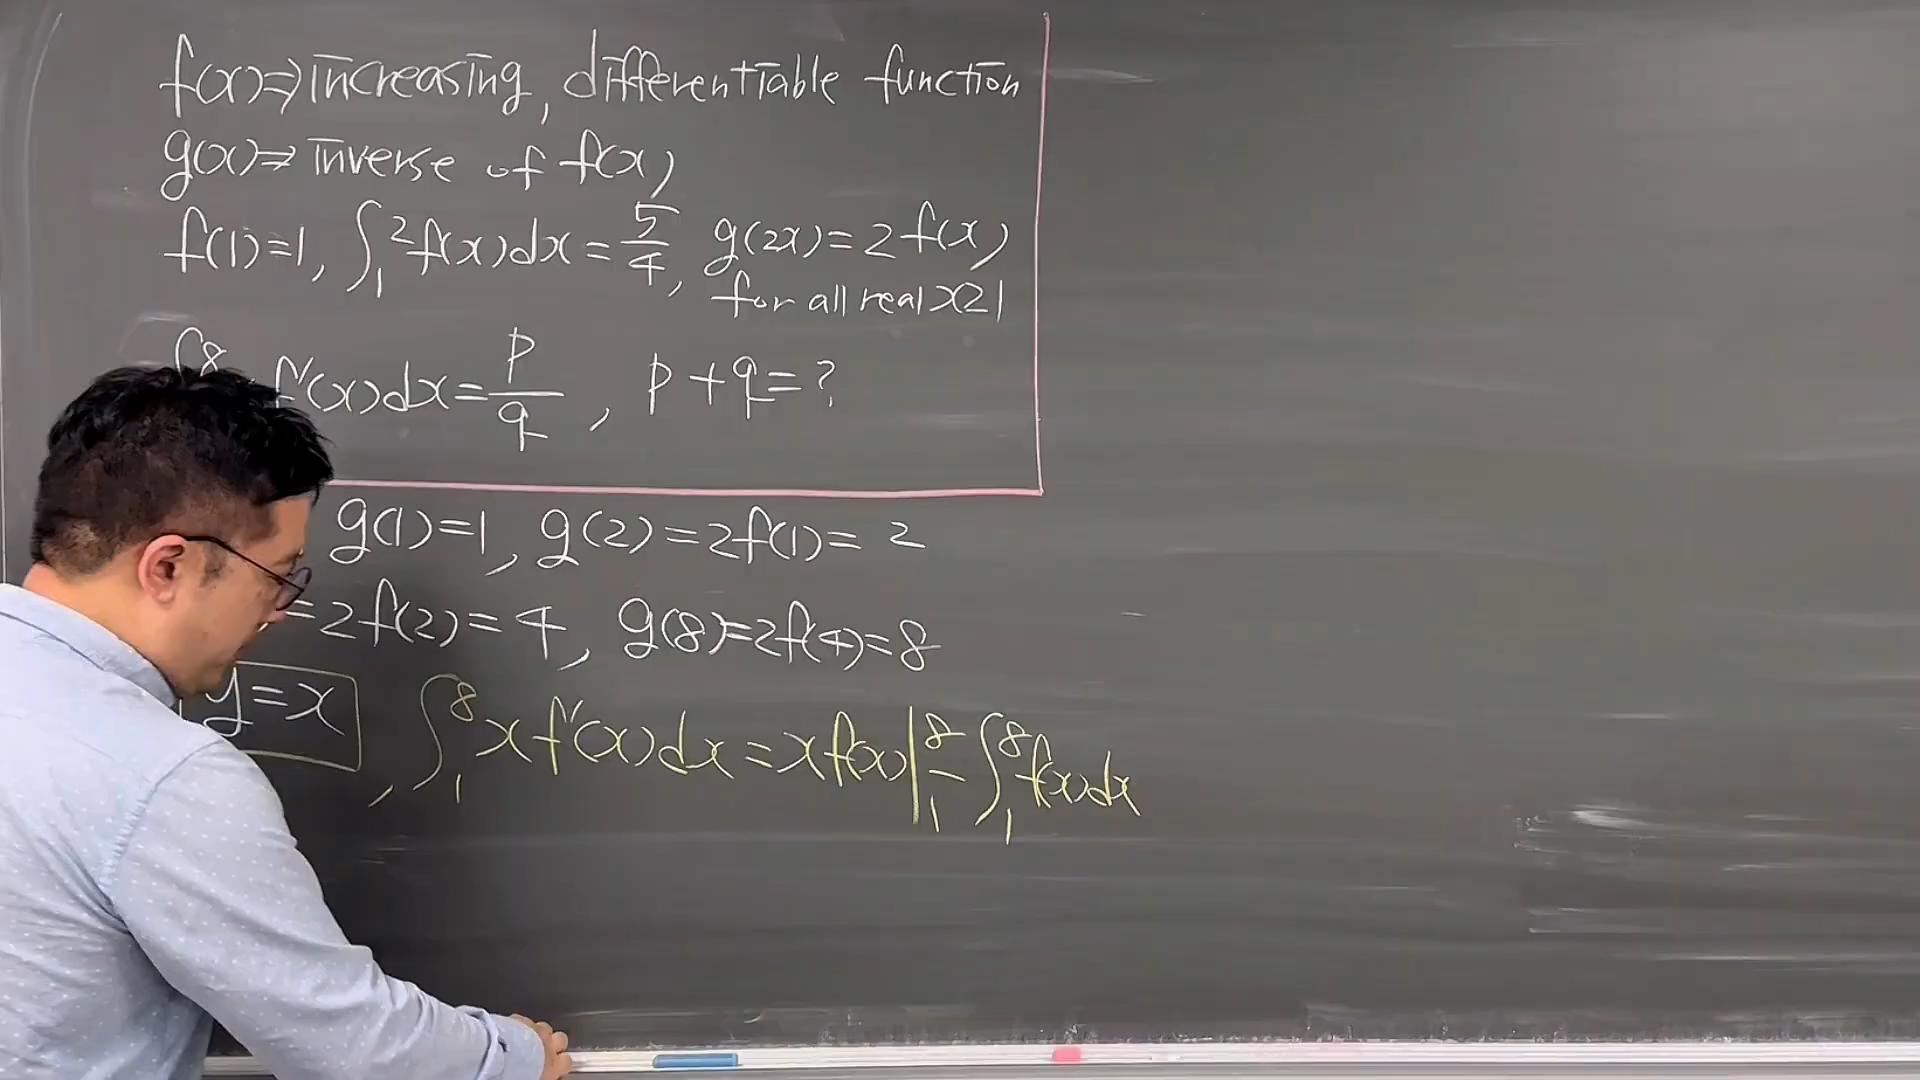 f(x)⇒increasing, differentiable function
g(x)⇒ inverse of f(x),
f(1)=1, ∫₁² f(x)dx = 5/4, g(2x)=2f(x),
for all real x≥1
∫⁸ f'(x)dx = p/q, p+q=?
g(1)=1, g(2)=2f(1)=2
=2f(2)=4, g(8)=2f(4)=8
y=x, ∫₁⁸ xf'(x)dx = xf(x)|₁⁸ − ∫₁⁸ f(x)dx